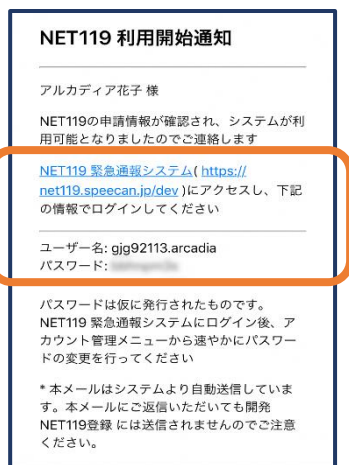 NET119 利用開始通知
アルカディア花子 様
NET119の申請情報が確認され、システムが利
用可能となりましたのでご連絡します
NET119 緊急通報システム( https://
net119.speecan.jp/dev )にアクセスし、下記
の情報でログインしてください
ユーザー名: gjg92113.arcadia
パスワード:
パスワードは仮に発行されたものです。
NET119 緊急通報システムにログイン後、ア
カウント管理メニューから速やかにパスワー
ドの変更を行ってください
* 本メールはシステムより自動送信していま
す。本メールにご返信いただいても開発
NET119登録 には送信されませんのでご注意
ください。